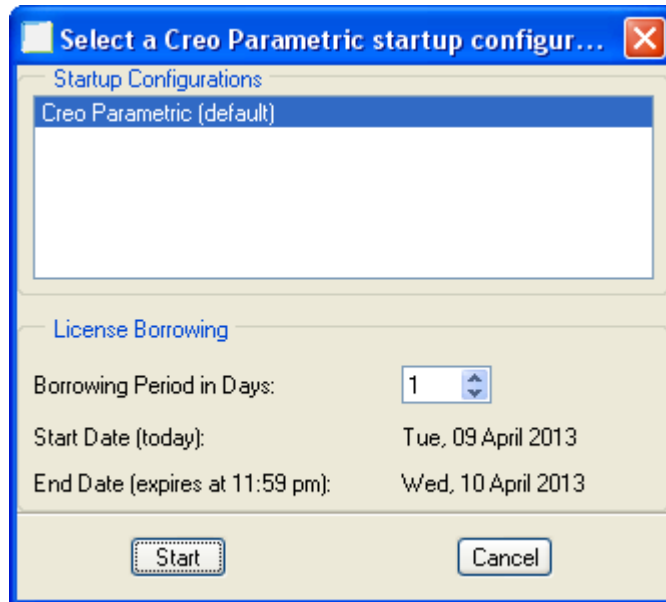 Select a Creo Parametric startup configur...
Startup Configurations
Creo Parametric (default)
License Borrowing
Borrowing Period in Days: 1
Start Date (today): Tue, 09 April 2013
End Date (expires at 11:59 pm): Wed, 10 April 2013
Start Cancel